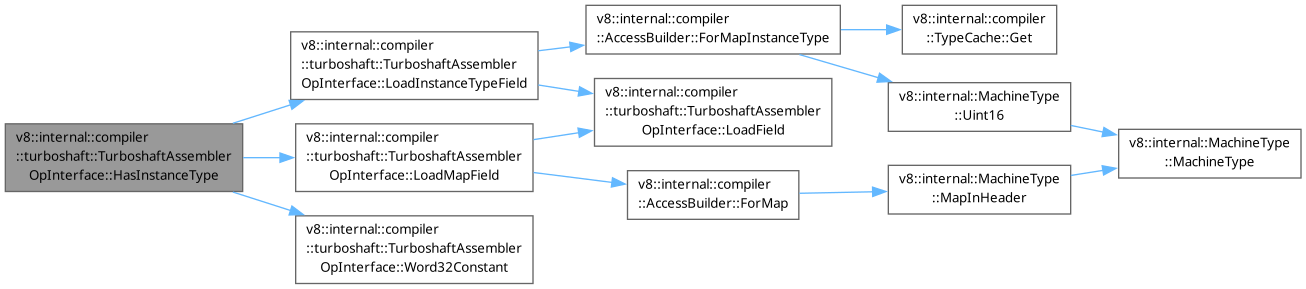 v8::internal::compiler
::turboshaft::TurboshaftAssembler
OpInterface::HasInstanceType
v8::internal::compiler
::turboshaft::TurboshaftAssembler
OpInterface::LoadInstanceTypeField
v8::internal::compiler
::turboshaft::TurboshaftAssembler
OpInterface::LoadMapField
v8::internal::compiler
::turboshaft::TurboshaftAssembler
OpInterface::Word32Constant
v8::internal::compiler
::AccessBuilder::ForMapInstanceType
v8::internal::compiler
::turboshaft::TurboshaftAssembler
OpInterface::LoadField
v8::internal::compiler
::AccessBuilder::ForMap
v8::internal::compiler
::TypeCache::Get
v8::internal::MachineType
::Uint16
v8::internal::MachineType
::MapInHeader
v8::internal::MachineType
::MachineType